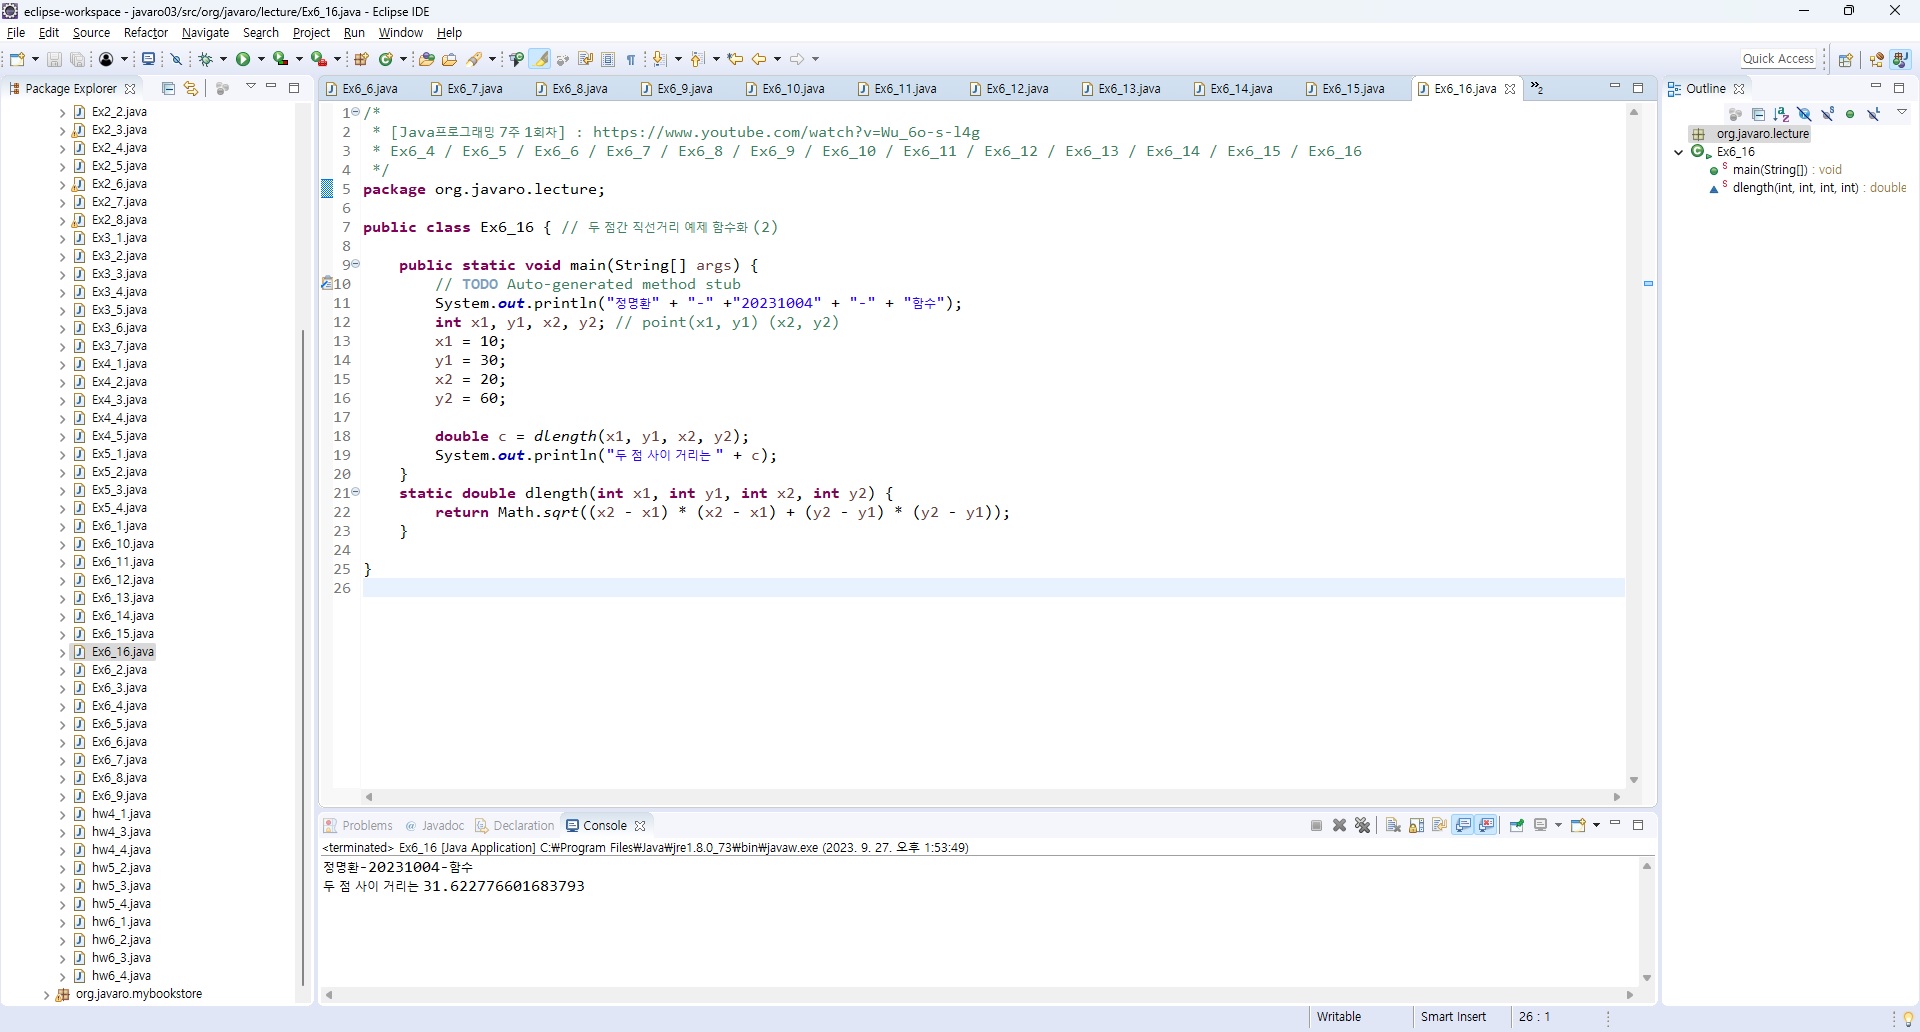 eclipse-workspace - javaro03/src/org/javaro/lecture/Ex6_16.java - Eclipse IDE
File Edit Source Refactor Navigate Search Project Run Window Help
Quick Access
Package Explorer
Ex2_2.java
Ex2_3.java
Ex2_4.java
Ex2_5.java
Ex2_6.java
Ex2_7.java
Ex2_8.java
Ex3_1.java
Ex3_2.java
Ex3_3.java
Ex3_4.java
Ex3_5.java
Ex3_6.java
Ex3_7.java
Ex4_1.java
Ex4_2.java
Ex4_3.java
Ex4_4.java
Ex4_5.java
Ex5_1.java
Ex5_2.java
Ex5_3.java
Ex5_4.java
Ex6_1.java
Ex6_10.java
Ex6_11.java
Ex6_12.java
Ex6_13.java
Ex6_14.java
Ex6_15.java
Ex6_16.java
Ex6_2.java
Ex6_3.java
Ex6_4.java
Ex6_5.java
Ex6_6.java
Ex6_7.java
Ex6_8.java
Ex6_9.java
hw4_1.java
hw4_3.java
hw4_4.java
hw5_2.java
hw5_3.java
hw5_4.java
hw6_1.java
hw6_2.java
hw6_3.java
hw6_4.java
org.javaro.mybookstore
Ex6_6.java Ex6_7.java Ex6_8.java Ex6_9.java Ex6_10.java Ex6_11.java Ex6_12.java Ex6_13.java Ex6_14.java Ex6_15.java Ex6_16.java »2
1 /*
2 * [Java프로그래밍 7주 1회차] : https://www.youtube.com/watch?v=Wu_6o-s-l4g
3 * Ex6_4 / Ex6_5 / Ex6_6 / Ex6_7 / Ex6_8 / Ex6_9 / Ex6_10 / Ex6_11 / Ex6_12 / Ex6_13 / Ex6_14 / Ex6_15 / Ex6_16
4 */
5 package org.javaro.lecture;
6
7 public class Ex6_16 { // 두 점간 직선거리 예제 함수화 (2)
8
9 public static void main(String[] args) {
10 // TODO Auto-generated method stub
11 System.out.println("정명환" + "-" +"20231004" + "-" + "함수");
12 int x1, y1, x2, y2; // point(x1, y1) (x2, y2)
13 x1 = 10;
14 y1 = 30;
15 x2 = 20;
16 y2 = 60;
17
18 double c = dlength(x1, y1, x2, y2);
19 System.out.println("두 점 사이 거리는 " + c);
20 }
21 static double dlength(int x1, int y1, int x2, int y2) {
22 return Math.sqrt((x2 - x1) * (x2 - x1) + (y2 - y1) * (y2 - y1));
23 }
24
25 }
26
Problems Javadoc Declaration Console
<terminated> Ex6_16 [Java Application] C:₩Program Files₩Java₩jre1.8.0_73₩bin₩javaw.exe (2023. 9. 27. 오후 1:53:49)
정명환-20231004-함수
두 점 사이 거리는 31.622776601683793
Outline
org.javaro.lecture
Ex6_16
main(String[]) : void
dlength(int, int, int, int) : double
Writable Smart Insert 26 : 1